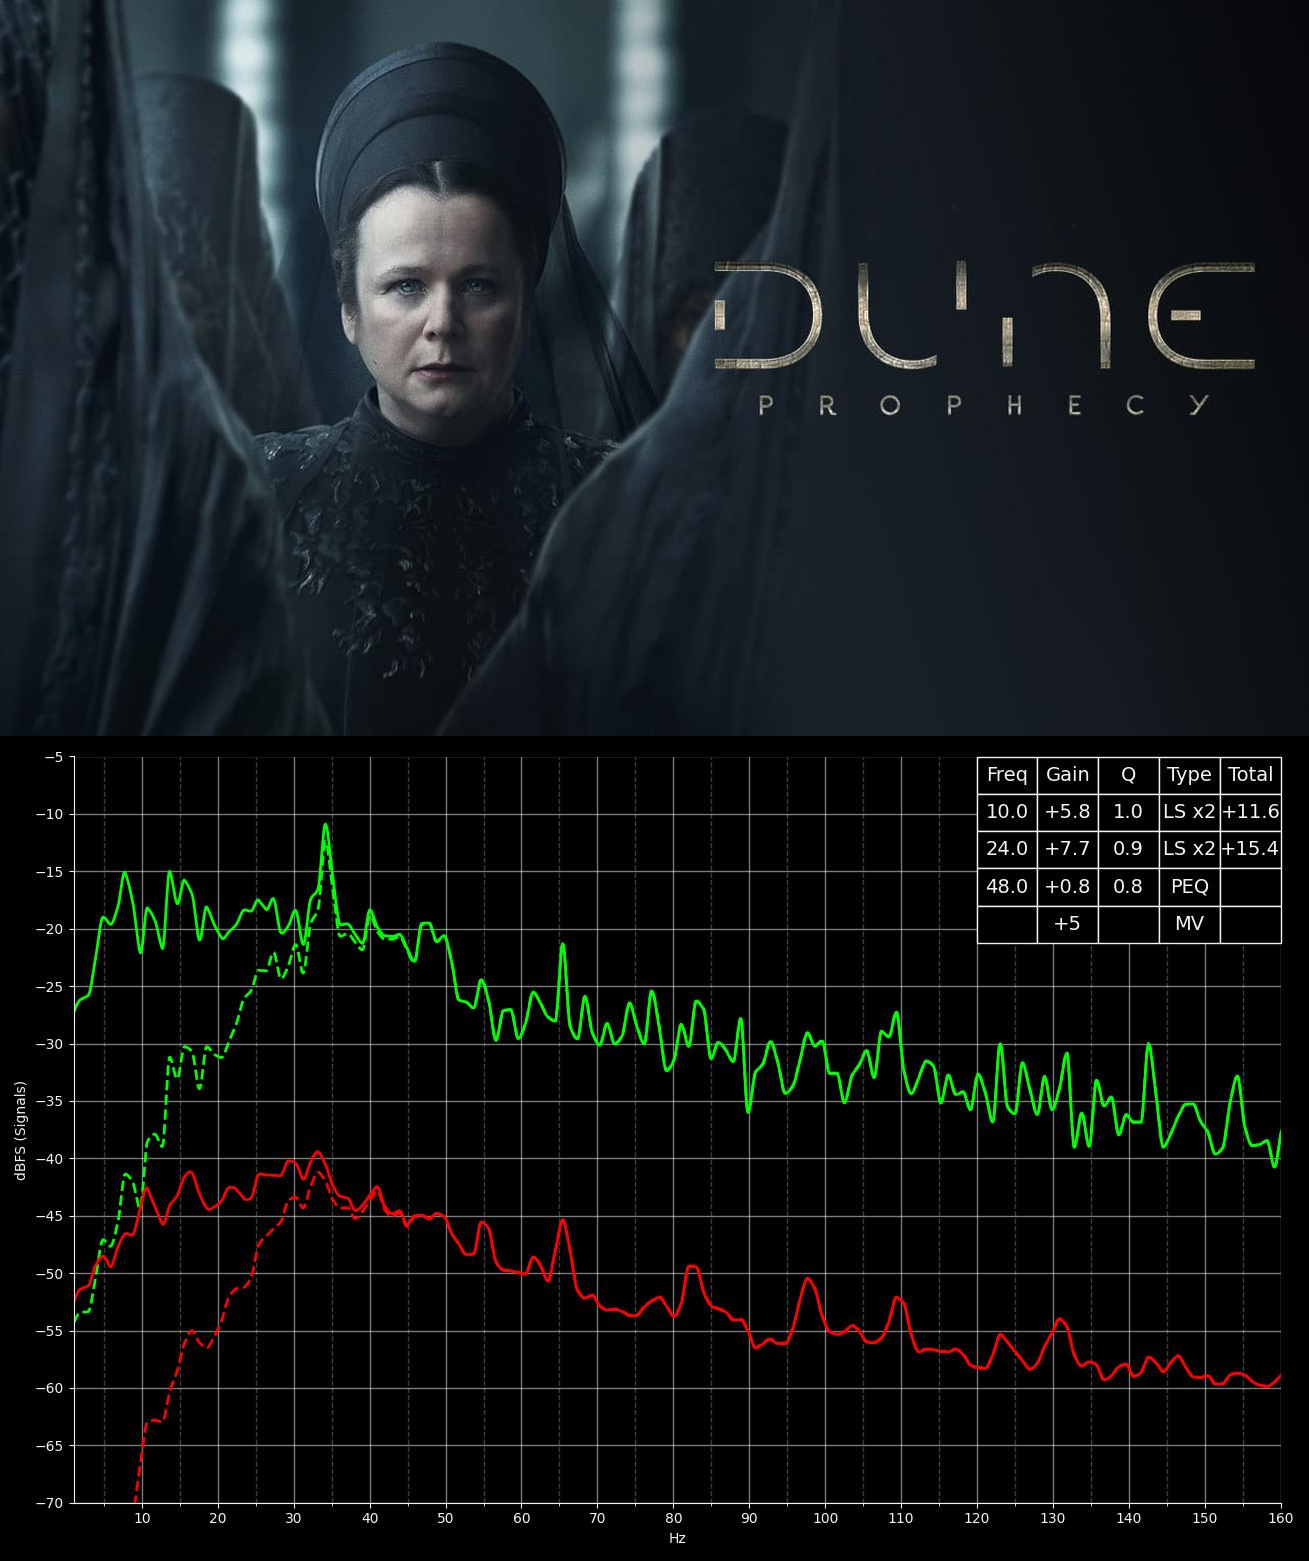 DUNE
PROPHECY
Freq Gain Q Type Total
10.0 +5.8 1.0 LS x2 +11.6
24.0 +7.7 0.9 LS x2 +15.4
48.0 +0.8 0.8 PEQ
+5 MV
−5
−10
−15
−20
−25
−30
−35
−40
−45
−50
−55
−60
−65
−70
dBFS (Signals)
10 20 30 40 50 60 70 80 90 100 110 120 130 140 150 160
Hz